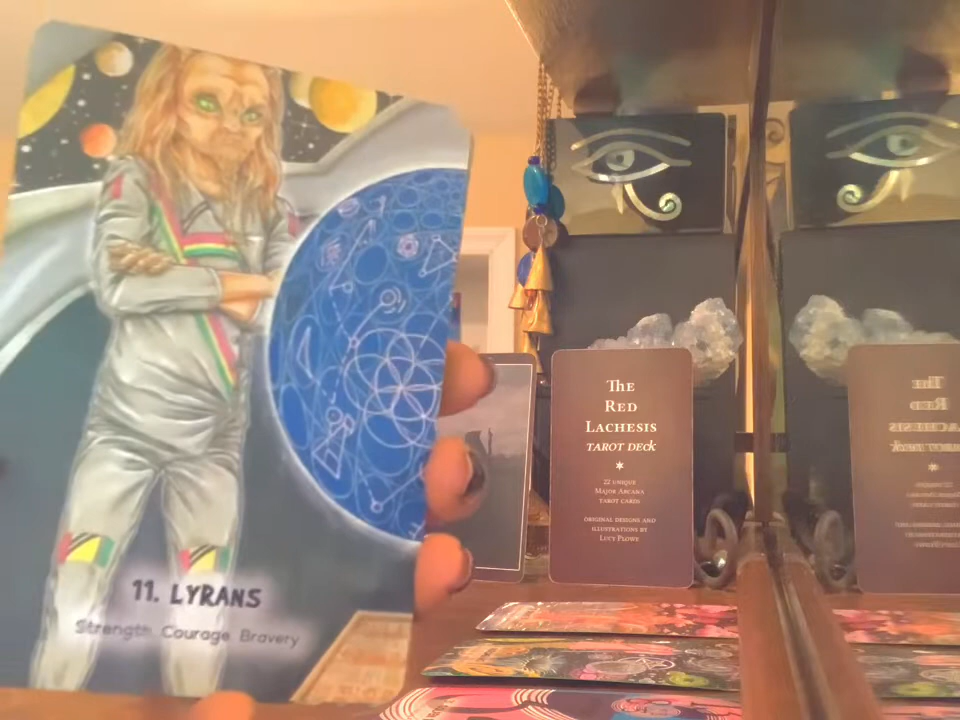 11. LYRANS
Strength Courage Bravery
The
Red
Lachesis
TAROT DECK
22 UNIQUE
MAJOR ARCANA
TAROT CARDS
ORIGINAL DESIGNS AND
ILLUSTRATIONS BY
LUCY PLOWE